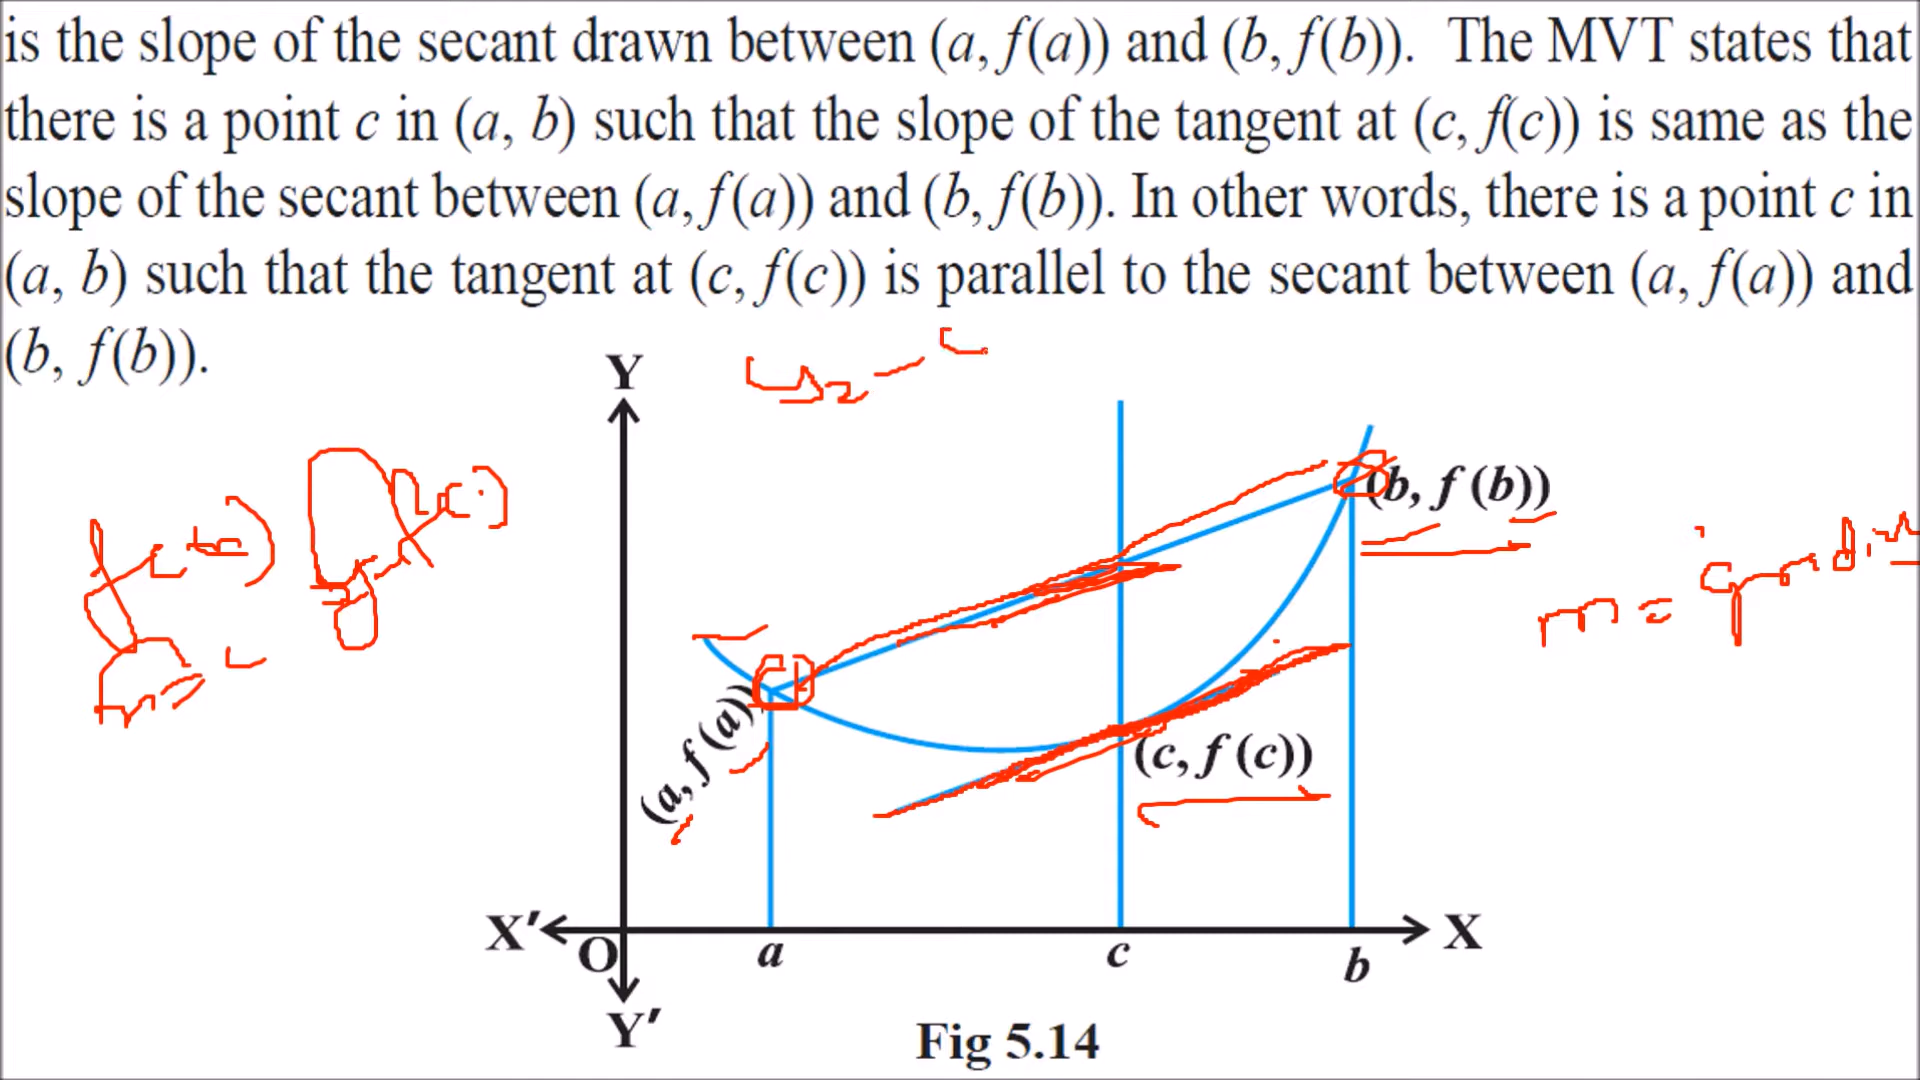 is the slope of the secant drawn between (a, f(a)) and (b, f(b)). The MVT states that
there is a point c in (a, b) such that the slope of the tangent at (c, f(c)) is same as the
slope of the secant between (a, f(a)) and (b, f(b)). In other words, there is a point c in
(a, b) such that the tangent at (c, f(c)) is parallel to the secant between (a, f(a)) and
(b, f(b)).
Y
(b, f (b))
m =
(a, f (a))
(c, f (c))
X′
O
a
c
b
X
Y′
Fig 5.14